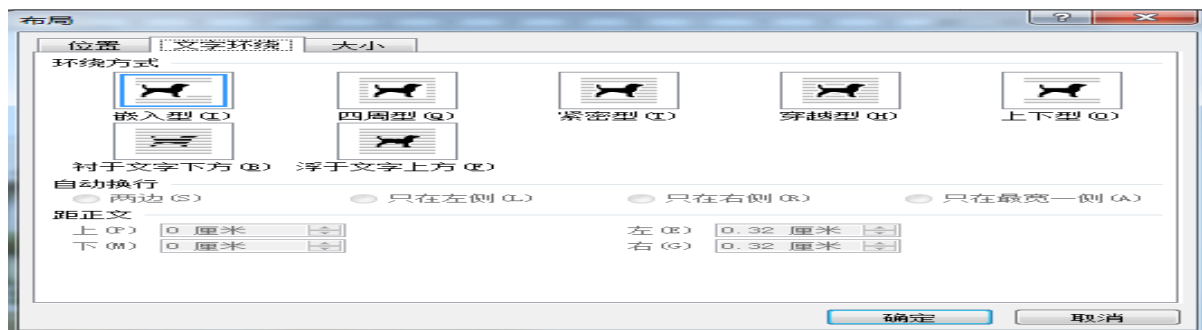 布局
位置 文字环绕 大小
环绕方式
嵌入型(I) 四周型(Q) 紧密型(T) 穿越型(H) 上下型(O)
衬于文字下方(B) 浮于文字上方(F)
自动换行
两边(S) 只在左侧(L) 只在右侧(R) 只在最宽一侧(A)
距正文
上(P) 0 厘米 左(E) 0.32 厘米
下(M) 0 厘米 右(G) 0.32 厘米
确定 取消